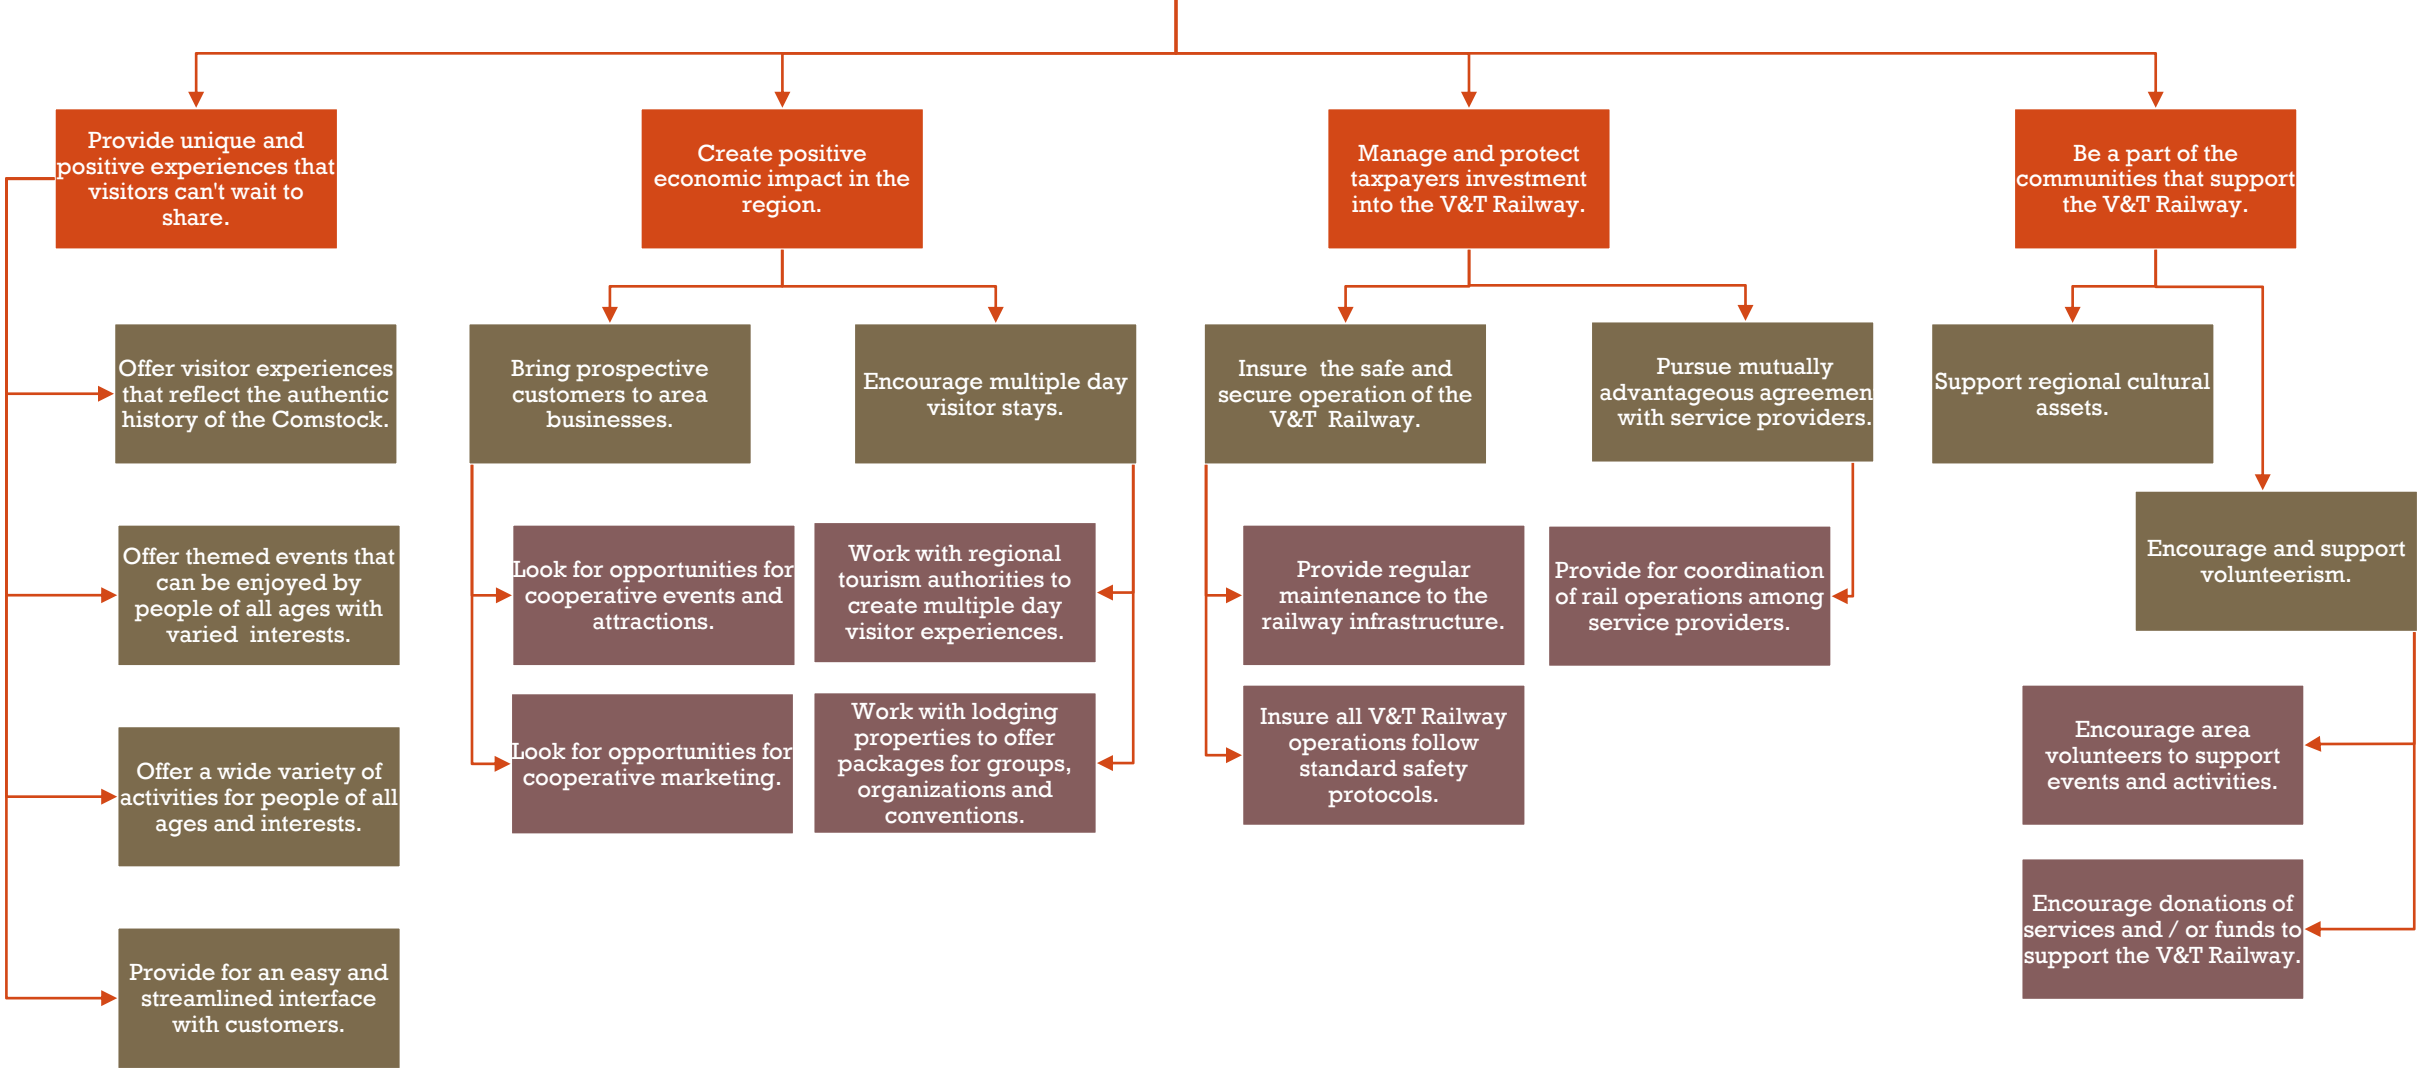 Provide unique and
positive experiences that
visitors can't wait to
share.
Create positive
economic impact in the
region.
Manage and protect
taxpayers investment
into the V&T Railway.
Be a part of the
communities that support
the V&T Railway.
Offer visitor experiences
that reflect the authentic
history of the Comstock.
Bring prospective
customers to area
businesses.
Encourage multiple day
visitor stays.
Insure the safe and
secure operation of the
V&T Railway.
Pursue mutually
advantageous agreemen
with service providers.
Support regional cultural
assets.
Encourage and support
volunteerism.
Offer themed events that
can be enjoyed by
people of all ages with
varied interests.
Look for opportunities for
cooperative events and
attractions.
Work with regional
tourism authorities to
create multiple day
visitor experiences.
Provide regular
maintenance to the
railway infrastructure.
Provide for coordination
of rail operations among
service providers.
Offer a wide variety of
activities for people of all
ages and interests.
Look for opportunities for
cooperative marketing.
Work with lodging
properties to offer
packages for groups,
organizations and
conventions.
Insure all V&T Railway
operations follow
standard safety
protocols.
Encourage area
volunteers to support
events and activities.
Provide for an easy and
streamlined interface
with customers.
Encourage donations of
services and / or funds to
support the V&T Railway.